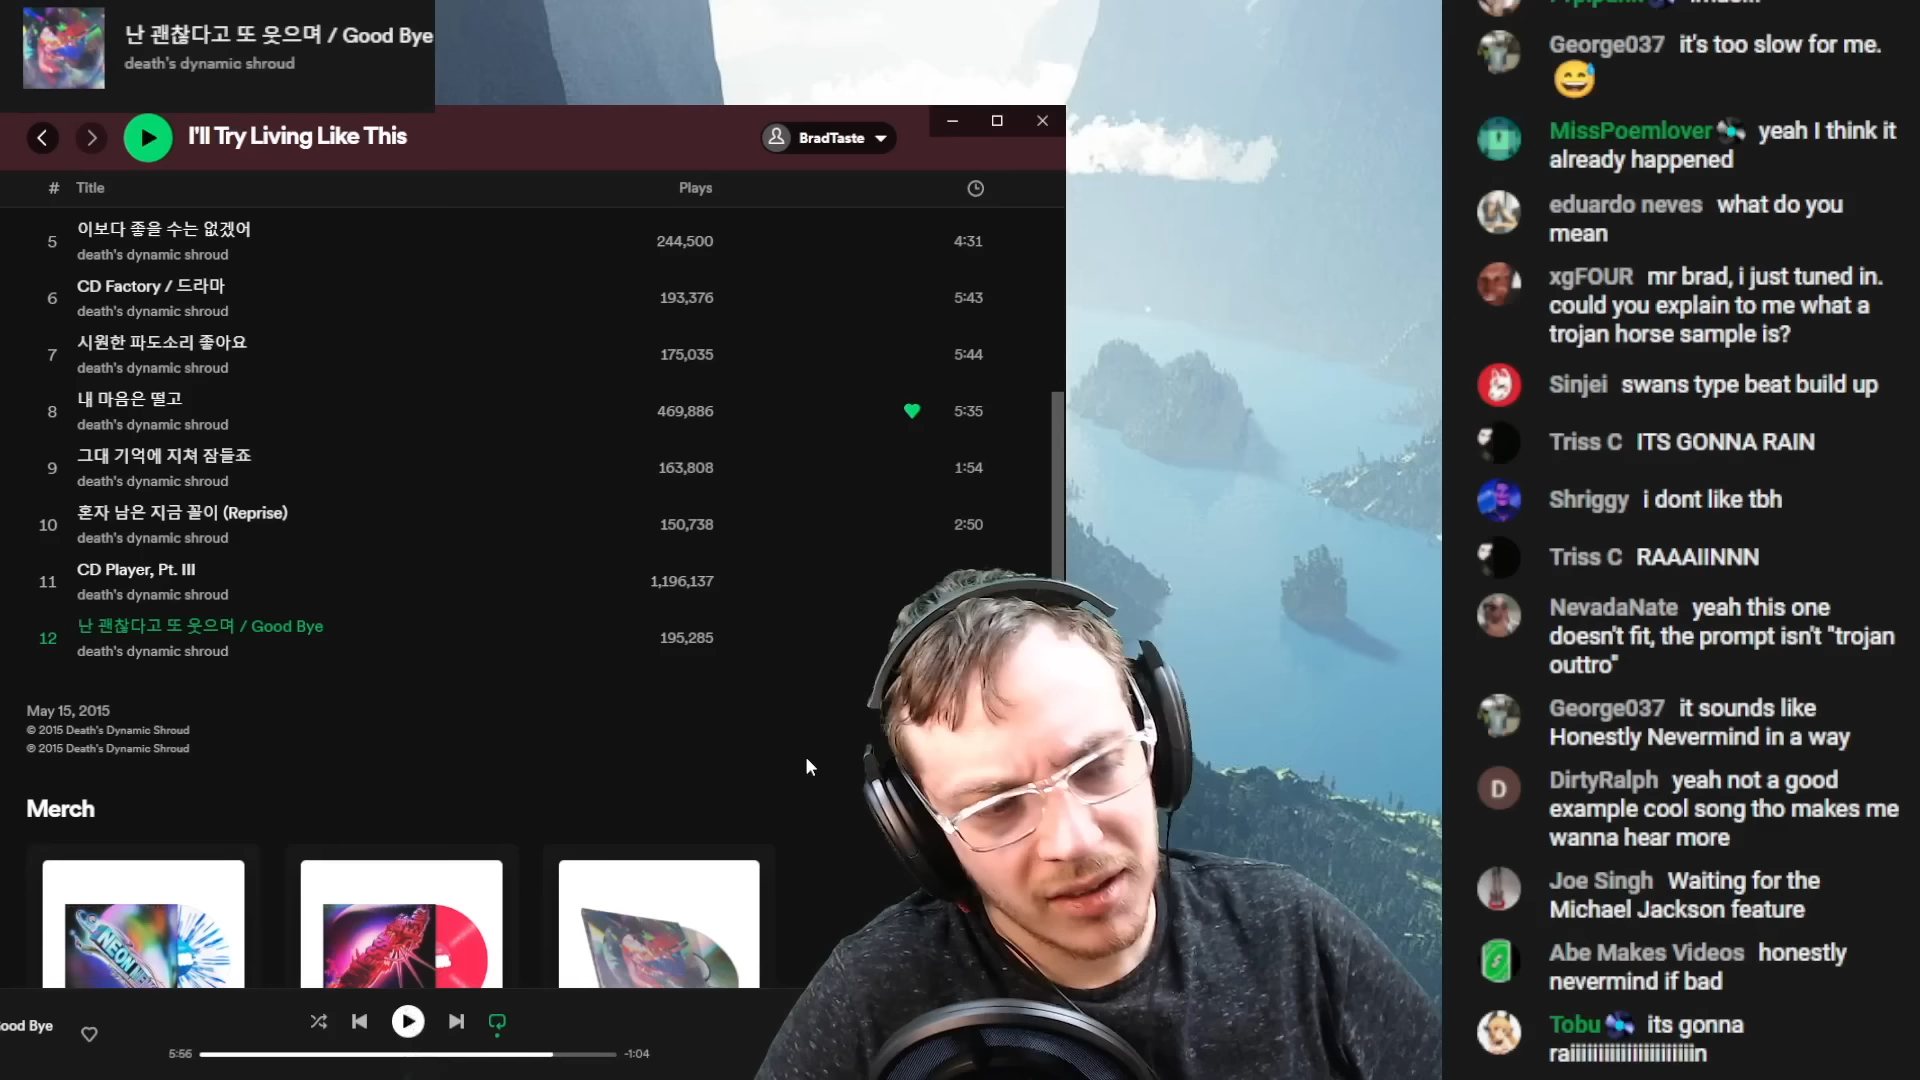 난 괜찮다고 또 웃으며 / Good Bye
death's dynamic shroud
I'll Try Living Like This
BradTaste
# Title Plays
5 이보다 좋을 수는 없겠어 244,500 4:31
death's dynamic shroud
6 CD Factory / 드라마 193,376 5:43
death's dynamic shroud
7 시원한 파도소리 좋아요 175,035 5:44
death's dynamic shroud
8 내 마음은 떨고 469,886 5:35
death's dynamic shroud
9 그대 기억에 지쳐 잠들죠 163,808 1:54
death's dynamic shroud
10 혼자 남은 지금 꼴이 (Reprise) 150,738 2:50
death's dynamic shroud
11 CD Player, Pt. III 1,196,137
death's dynamic shroud
12 난 괜찮다고 또 웃으며 / Good Bye 195,285
death's dynamic shroud
May 15, 2015
© 2015 Death's Dynamic Shroud
℗ 2015 Death's Dynamic Shroud
Merch
NEON
ood Bye
5:56 -1:04
George037 it's too slow for me.
😅
MissPoemlover yeah I think it
already happened
eduardo neves what do you
mean
xgFOUR mr brad, i just tuned in.
could you explain to me what a
trojan horse sample is?
Sinjei swans type beat build up
Triss C ITS GONNA RAIN
Shriggy i dont like tbh
Triss C RAAAIINNN
NevadaNate yeah this one
doesn't fit, the prompt isn't "trojan
outtro"
George037 it sounds like
Honestly Nevermind in a way
D DirtyRalph yeah not a good
example cool song tho makes me
wanna hear more
Joe Singh Waiting for the
Michael Jackson feature
Abe Makes Videos honestly
nevermind if bad
Tobu its gonna
raiiiiiiiiiiiiiiiiiiiiiin